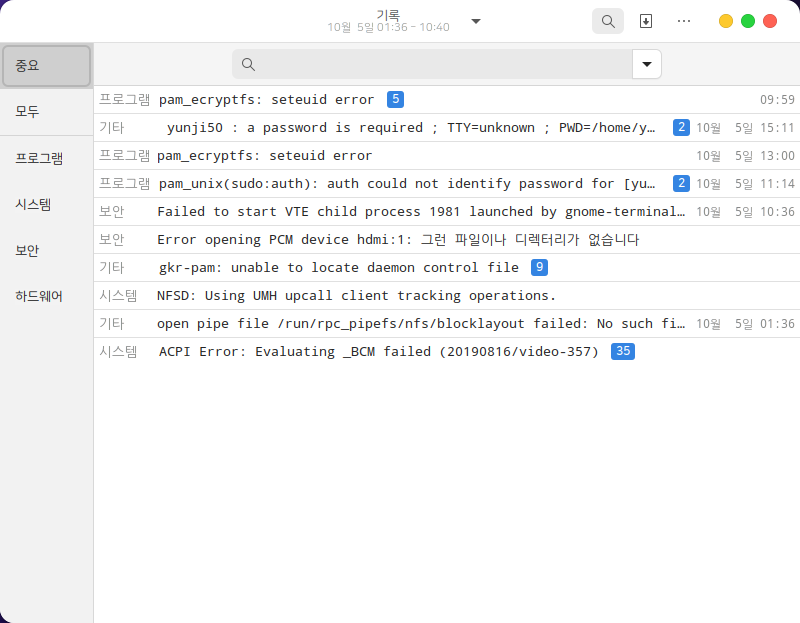 기록
10월 5일 01:36 – 10:40
중요
모두
프로그램
시스템
보안
하드웨어
프로그램 pam_ecryptfs: seteuid error 5 09:59
기타 yunji50 : a password is required ; TTY=unknown ; PWD=/home/y… 2 10월 5일 15:11
프로그램 pam_ecryptfs: seteuid error 10월 5일 13:00
프로그램 pam_unix(sudo:auth): auth could not identify password for [yu… 2 10월 5일 11:14
보안 Failed to start VTE child process 1981 launched by gnome-terminal… 10월 5일 10:36
보안 Error opening PCM device hdmi:1: 그런 파일이나 디렉터리가 없습니다
기타 gkr-pam: unable to locate daemon control file 9
시스템 NFSD: Using UMH upcall client tracking operations.
기타 open pipe file /run/rpc_pipefs/nfs/blocklayout failed: No such fi… 10월 5일 01:36
시스템 ACPI Error: Evaluating _BCM failed (20190816/video-357) 35